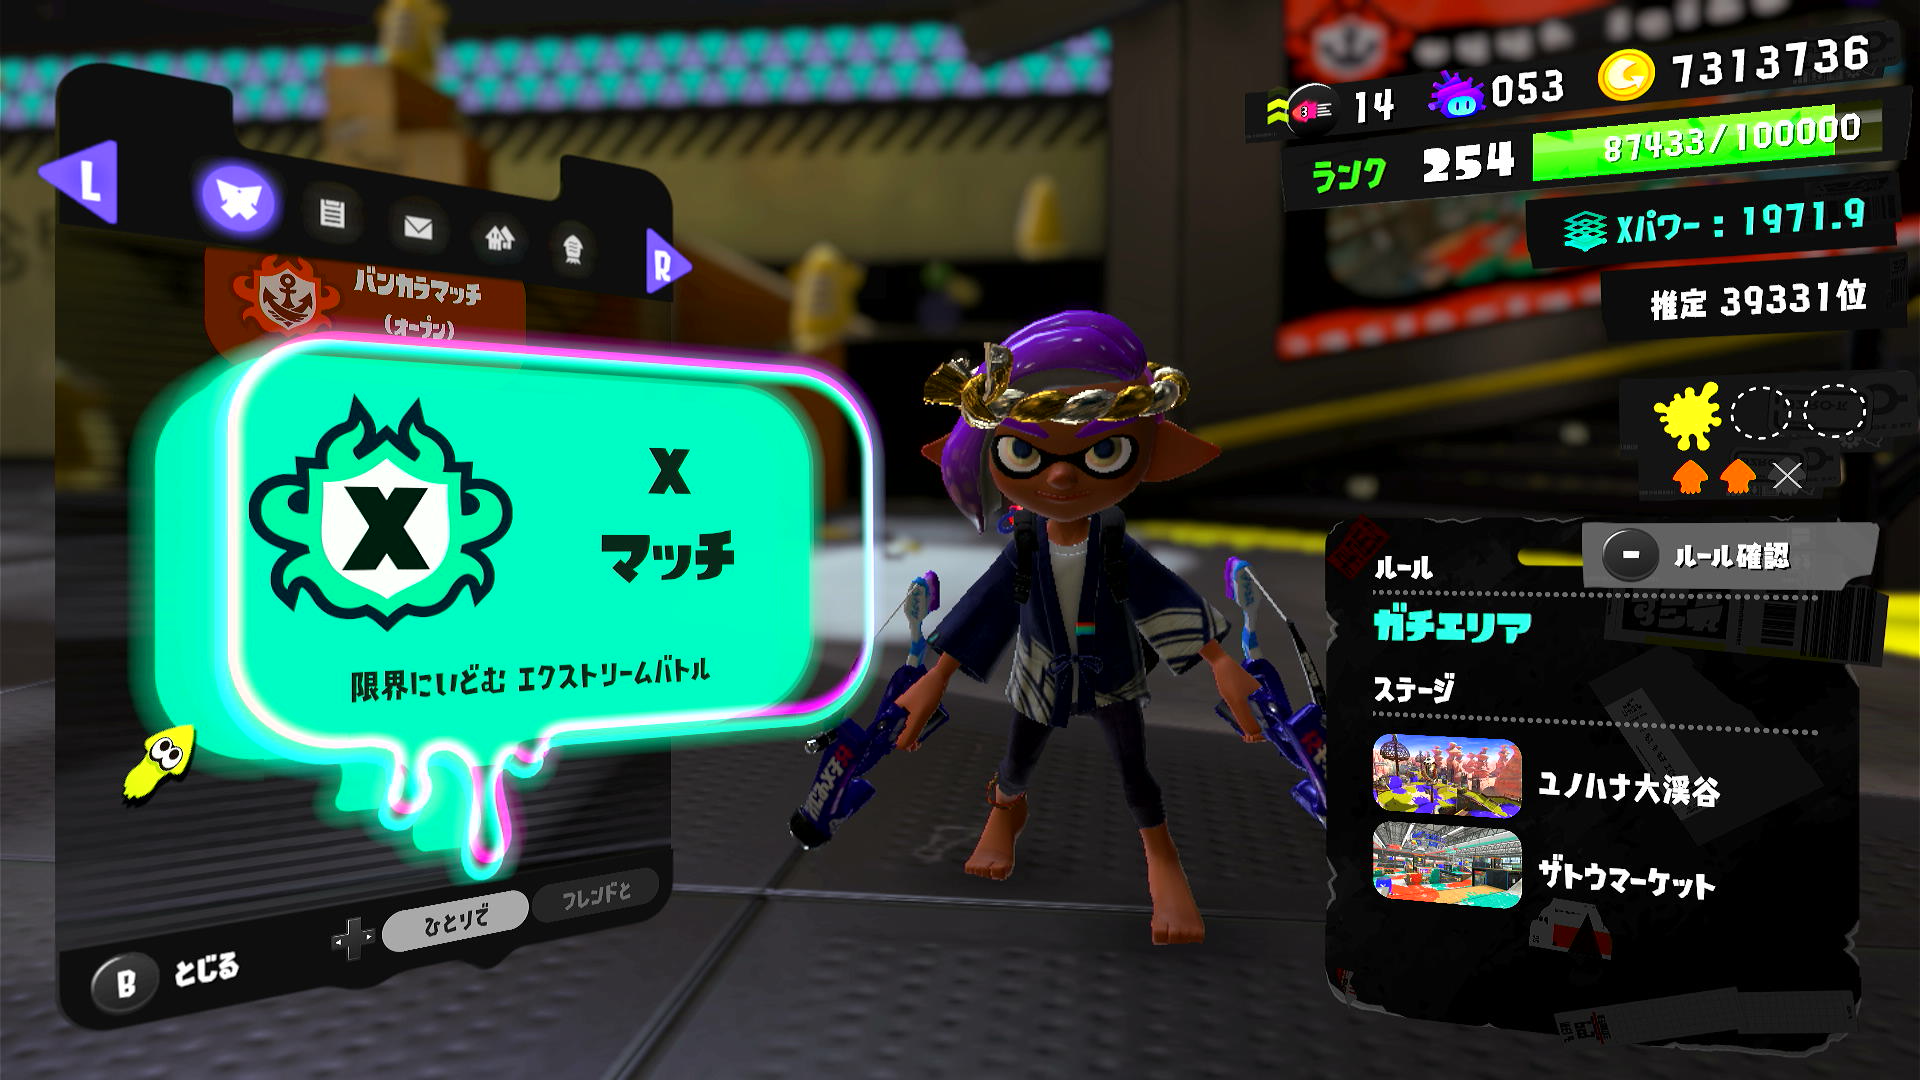 L
R
バンカラマッチ
(オープン)
X
X
マッチ
限界にいどむ エクストリームバトル
ひとりで
フレンドと
B
とじる
3
14
053
7313736
ランク
254
87433/100000
Xパワー : 1971.9
推定 39331位
ルール確認
ルール
ガチエリア
ステージ
ユノハナ大渓谷
ザトウマーケット